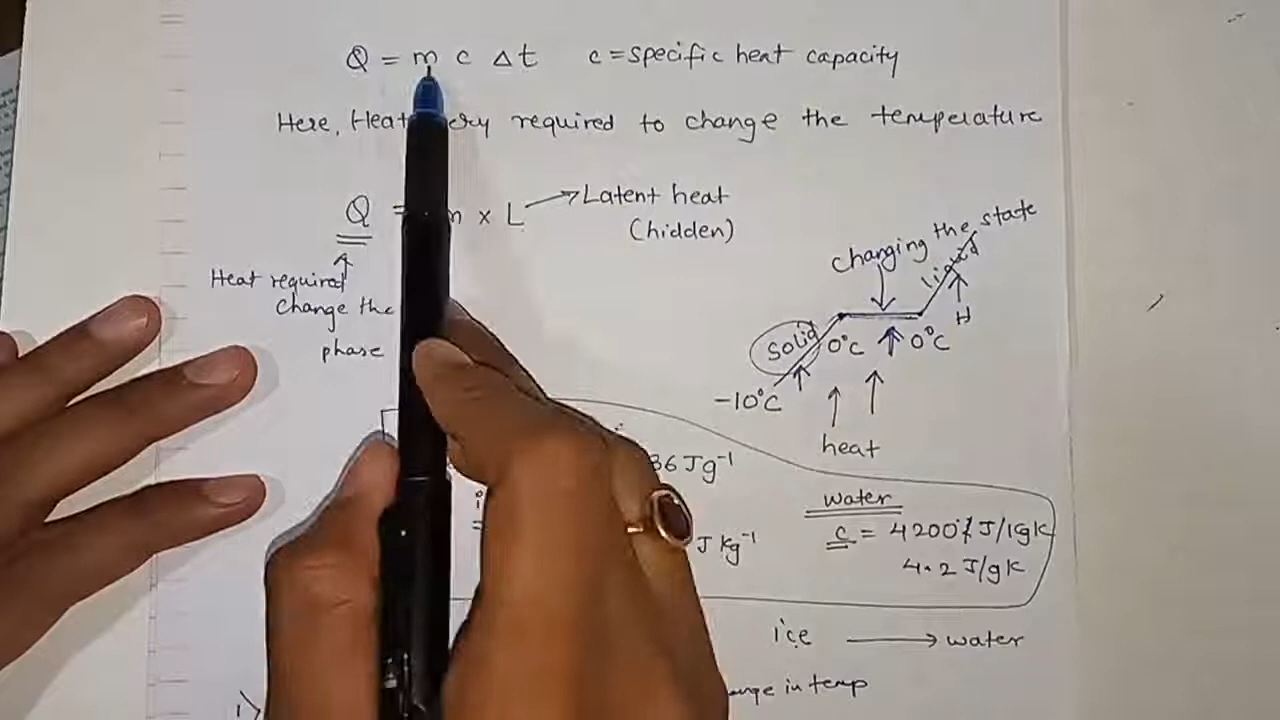 Q = m c Δt c = specific heat capacity
Here, Heat required to change the temperature
Q = m × L → Latent heat
(hidden)
Heat required
change the
phase
changing the state
solid
liquid
0°C
0°C
H
-10°C
heat
36 Jg⁻¹
J kg⁻¹
water
c = 4200 J/kgK
4.2 J/gK
ice → water
in temp
1>